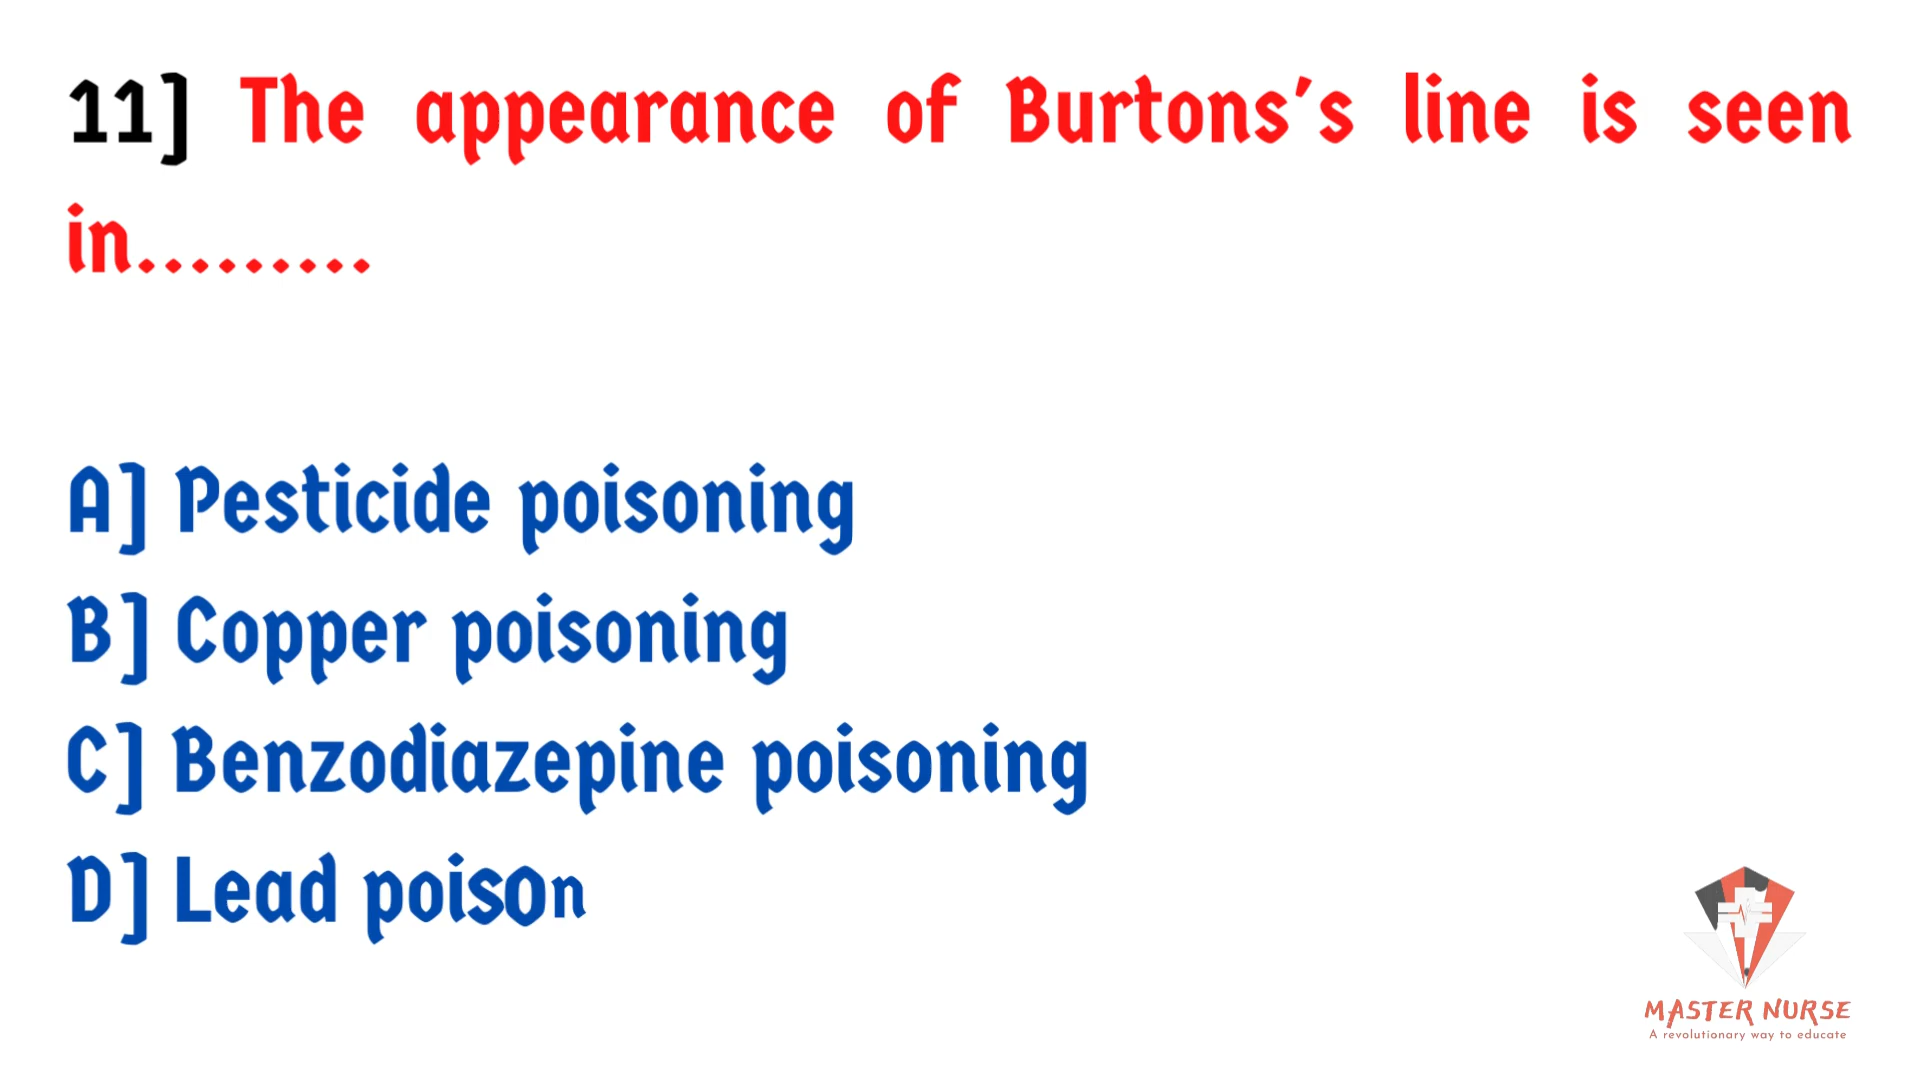 11] The appearance of Burtons's line is seen
in.........
A] Pesticide poisoning
B] Copper poisoning
C] Benzodiazepine poisoning
D] Lead poison
MASTER NURSE
A revolutionary way to educate